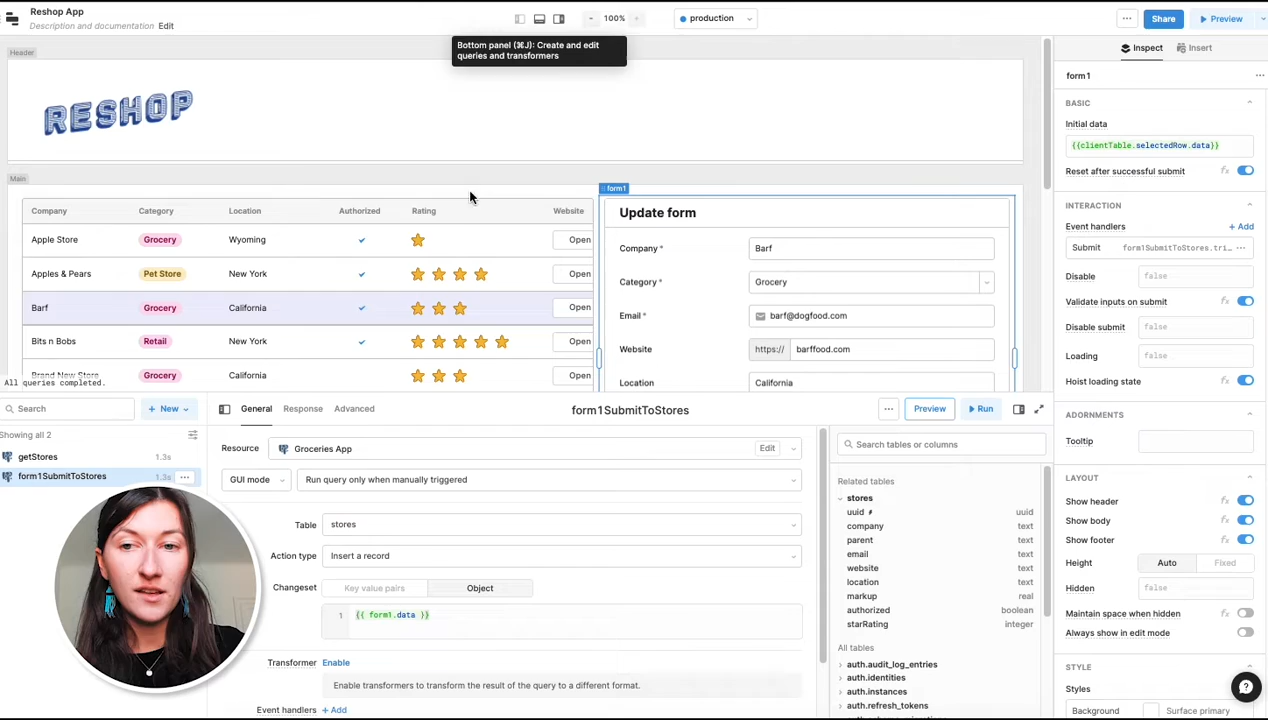 Reshop App
Description and documentation Edit
- 100% +
production
Share
Preview
Bottom panel (⌘J): Create and edit
queries and transformers
Header
RESHOP
Main
Company Category Location Authorized Rating Website
Apple Store Grocery Wyoming Open
Apples & Pears Pet Store New York Open
Barf Grocery California Open
Bits n Bobs Retail New York Open
Brand New Store Grocery California Open
All queries completed.
form1
Update form
Company * Barf
Category * Grocery
Email * barf@dogfood.com
Website https:// barffood.com
Location California
Search
+ New
Showing all 2
getStores 1.3s
form1SubmitToStores 1.3s ...
General Response Advanced
form1SubmitToStores
... Preview Run
Resource Groceries App Edit
GUI mode Run query only when manually triggered
Table stores
Action type Insert a record
Changeset Key value pairs Object
1 {{ form1.data }}
Transformer Enable
Enable transformers to transform the result of the query to a different format.
Event handlers + Add
Search tables or columns
Related tables
stores
uuid uuid
company text
parent text
email text
website text
location text
markup real
authorized boolean
starRating integer
All tables
auth.audit_log_entries
auth.identities
auth.instances
auth.refresh_tokens
Inspect Insert
form1 ...
BASIC
Initial data
{{clientTable.selectedRow.data}}
Reset after successful submit fx
INTERACTION
Event handlers + Add
Submit form1SubmitToStores.tri… ...
Disable false
Validate inputs on submit fx
Disable submit false
Loading false
Hoist loading state fx
ADORNMENTS
Tooltip
LAYOUT
Show header fx
Show body fx
Show footer fx
Height Auto Fixed
Hidden false
Maintain space when hidden fx
Always show in edit mode
STYLE
Styles
Background Surface primary
?